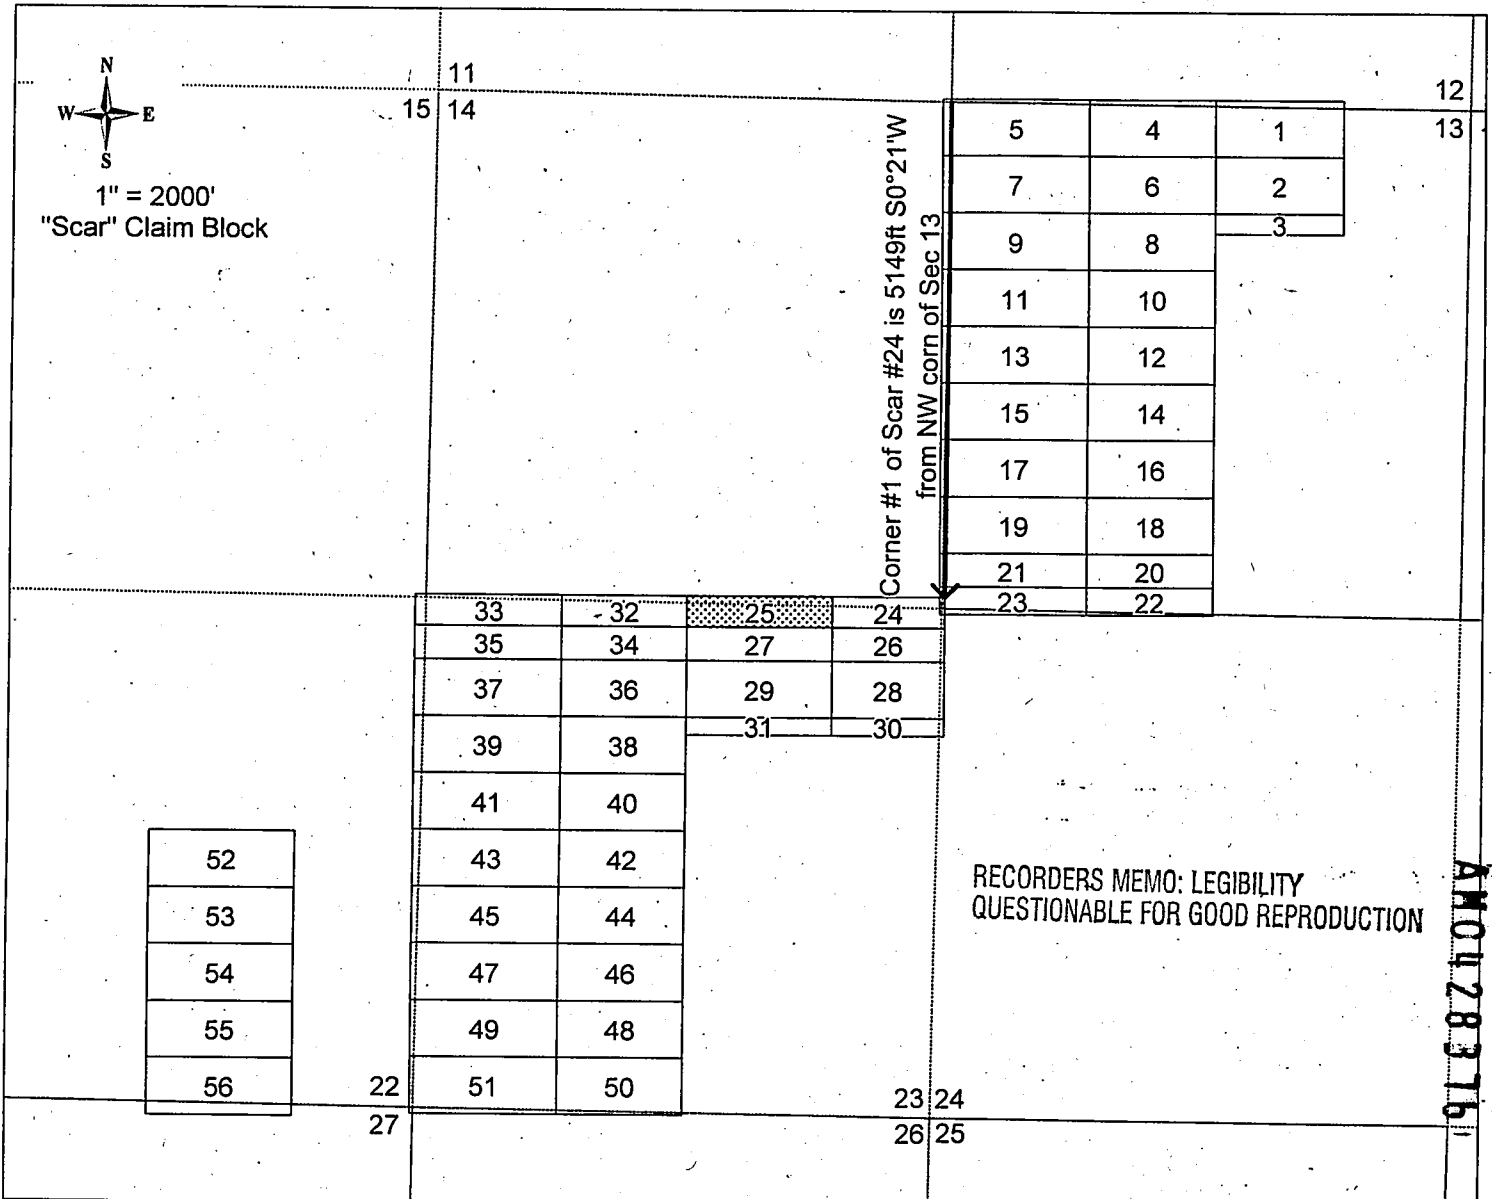 N
W E
S
1" = 2000'
"Scar" Claim Block
11
15 14
12
13
Corner #1 of Scar #24 is 5149ft S0°21'W
from NW corn of Sec 13
5 4 1
7 6 2
3
9 8
11 10
13 12
15 14
17 16
19 18
21 20
23 22
33 32 25 24
35 34 27 26
37 36 29 28
31 30
39 38
41 40
43 42
45 44
47 46
49 48
51 50
52
53
54
55
56
22
27
23 24
26 25
RECORDERS MEMO: LEGIBILITY
QUESTIONABLE FOR GOOD REPRODUCTION
AMC428376